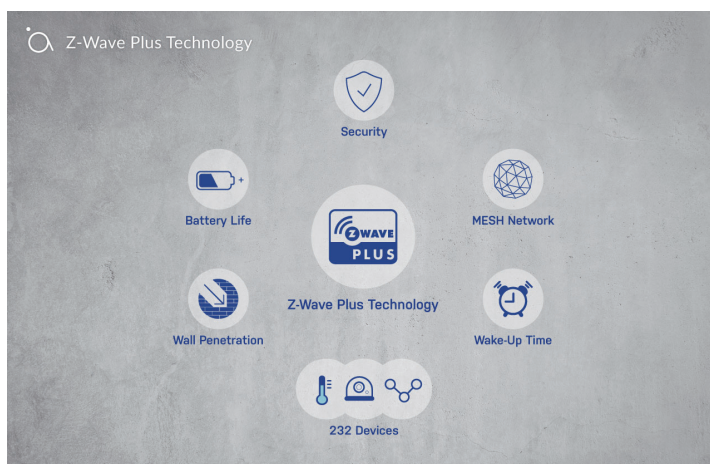 Z-Wave Plus Technology
Security
Battery Life
MESH Network
Z WAVE
PLUS
Z-Wave Plus Technology
Wall Penetration
Wake-Up Time
232 Devices